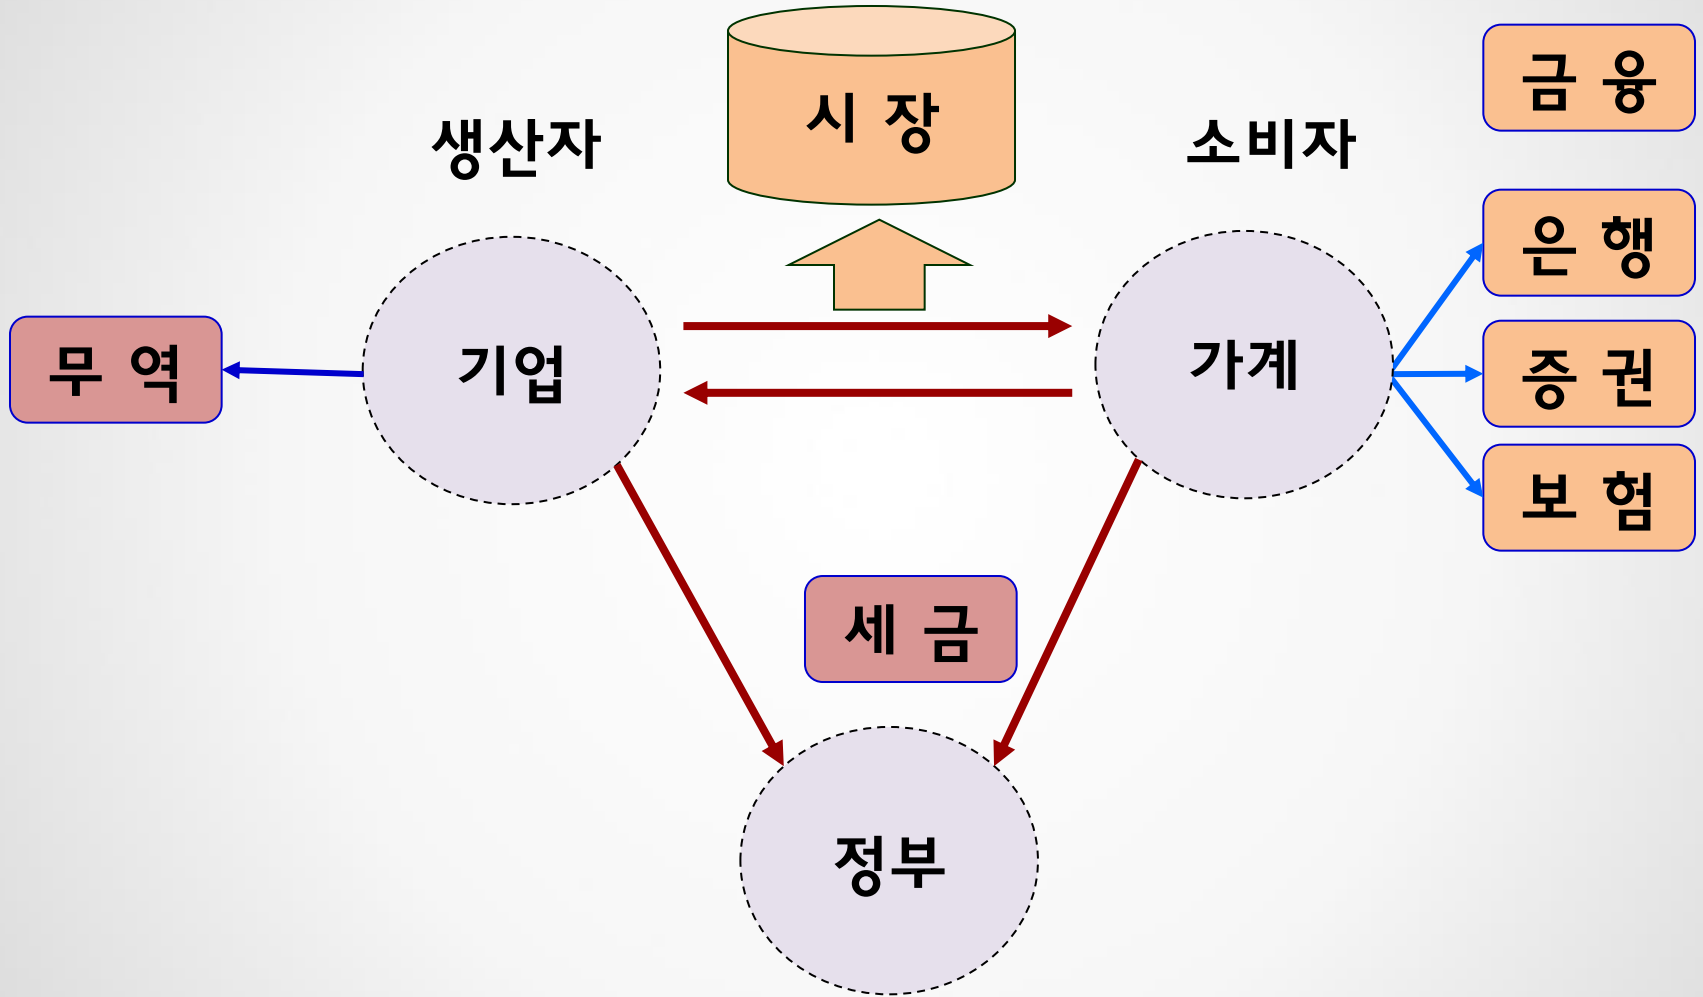 시 장
생산자
소비자
금 융
은 행
무 역
기업
가계
증 권
보 험
세 금
정부